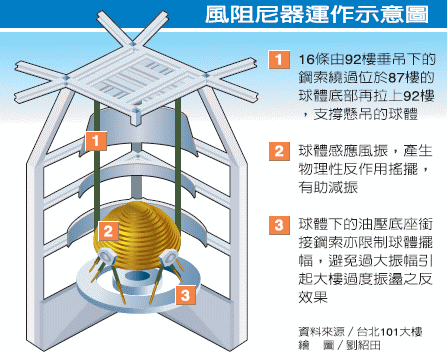 風阻尼器運作示意圖
1
16條由92樓垂吊下的
鋼索繞過位於87樓的
球體底部再拉上92樓
，支撐懸吊的球體
2
球體感應風振，產生
物理性反作用搖擺，
有助減振
3
球體下的油壓底座銜
接鋼索亦限制球體擺
幅，避免過大振幅引
起大樓過度振盪之反
效果
資料來源／台北101大樓
繪　圖／劉紹田
1
2
3